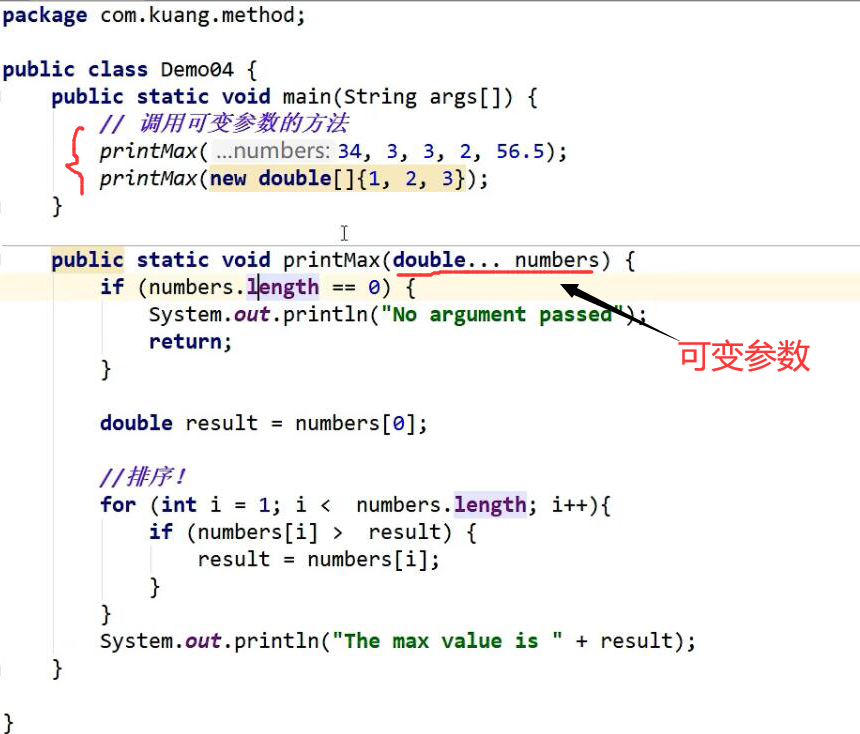 package com.kuang.method;
public class Demo04 {
public static void main(String args[]) {
// 调用可变参数的方法
printMax( ...numbers: 34, 3, 3, 2, 56.5);
printMax(new double[]{1, 2, 3});
}
public static void printMax(double... numbers) {
if (numbers.length == 0) {
System.out.println("No argument passed");
return;
可变参数
}
double result = numbers[0];
//排序!
for (int i = 1; i <  numbers.length; i++){
if (numbers[i] >  result) {
result = numbers[i];
}
}
System.out.println("The max value is " + result);
}
}